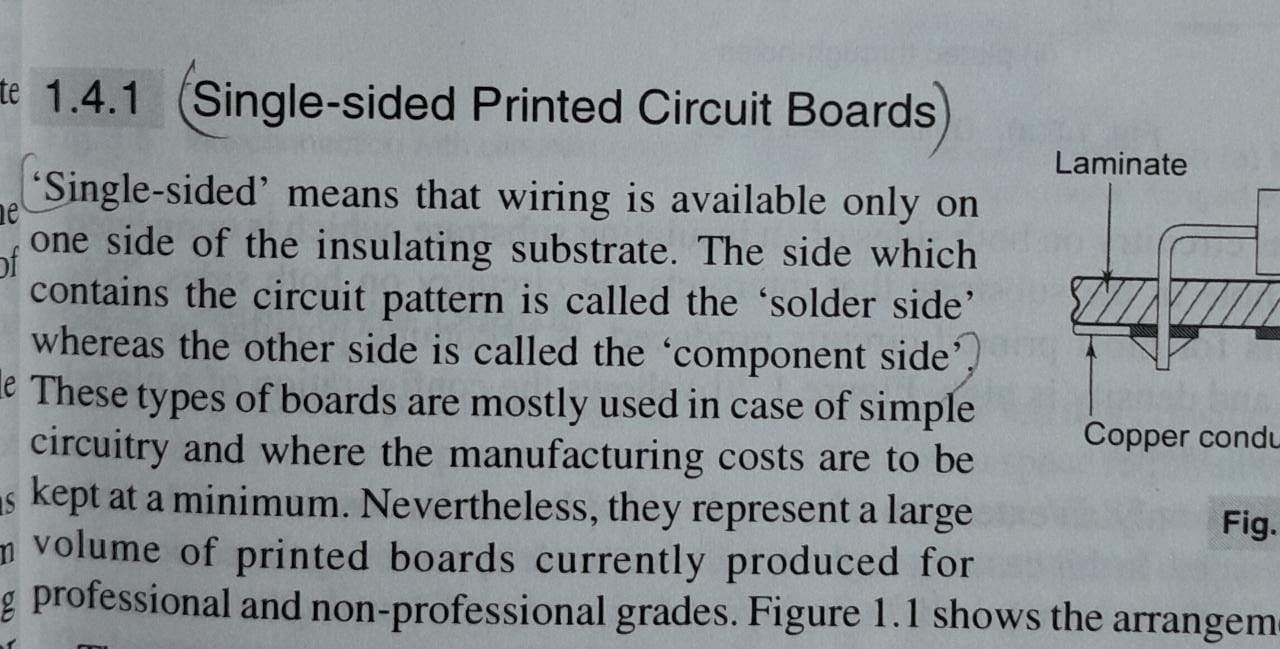 te
1.4.1 Single-sided Printed Circuit Boards
Laminate
'Single-sided' means that wiring is available only on
of one side of the insulating substrate. The side which
contains the circuit pattern is called the 'solder side'
whereas the other side is called the 'component side'.
These types of boards are mostly used in case of simple
Copper condu
circuitry and where the manufacturing costs are to be
kept at a minimum. Nevertheless, they represent a large
Fig.
volume of printed boards currently produced for
g professional and non-professional grades. Figure 1.1 shows the arrangem